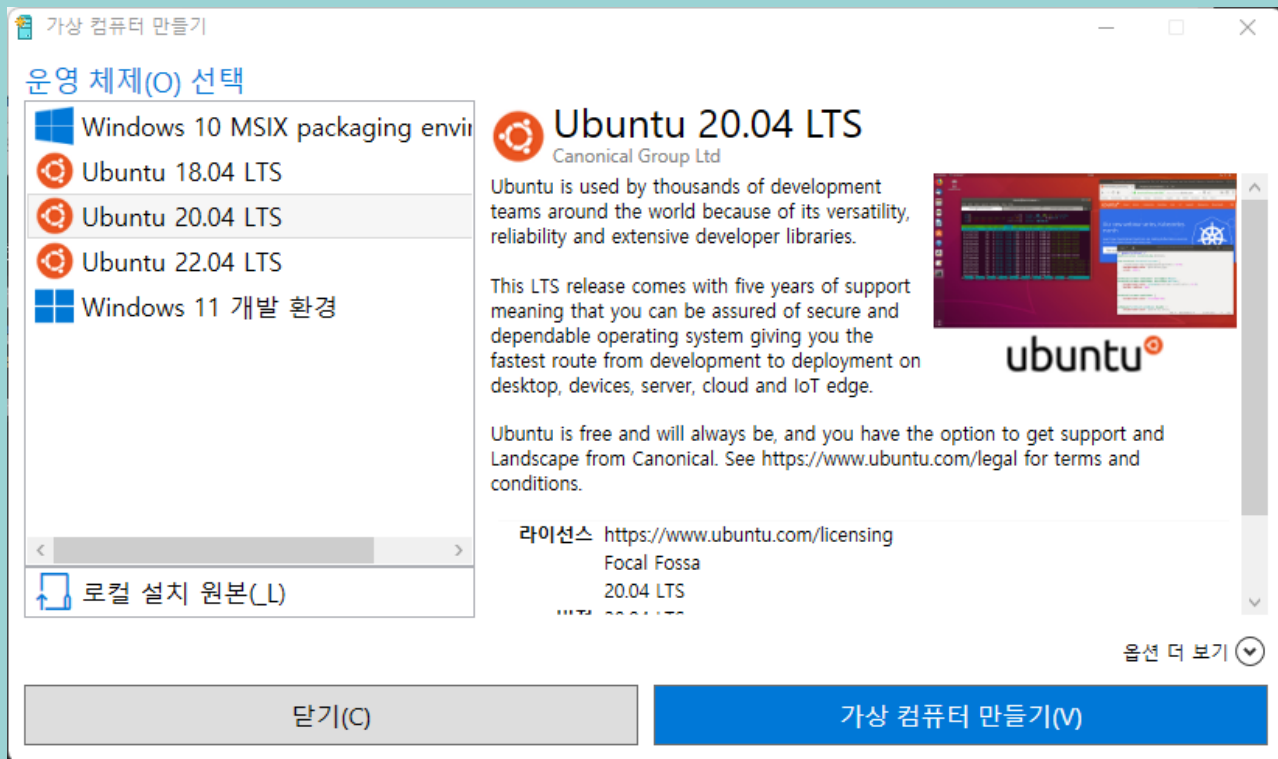 가상 컴퓨터 만들기
운영 체제(O) 선택
Windows 10 MSIX packaging envir
Ubuntu 18.04 LTS
Ubuntu 20.04 LTS
Ubuntu 22.04 LTS
Windows 11 개발 환경
로컬 설치 원본(_L)
Ubuntu 20.04 LTS
Canonical Group Ltd
Ubuntu is used by thousands of development
teams around the world because of its versatility,
reliability and extensive developer libraries.
This LTS release comes with five years of support
meaning that you can be assured of secure and
dependable operating system giving you the
fastest route from development to deployment on
desktop, devices, server, cloud and IoT edge.
ubuntu
Ubuntu is free and will always be, and you have the option to get support and
Landscape from Canonical. See https://www.ubuntu.com/legal for terms and
conditions.
라이선스 https://www.ubuntu.com/licensing
Focal Fossa
20.04 LTS
옵션 더 보기
닫기(C)
가상 컴퓨터 만들기(V)